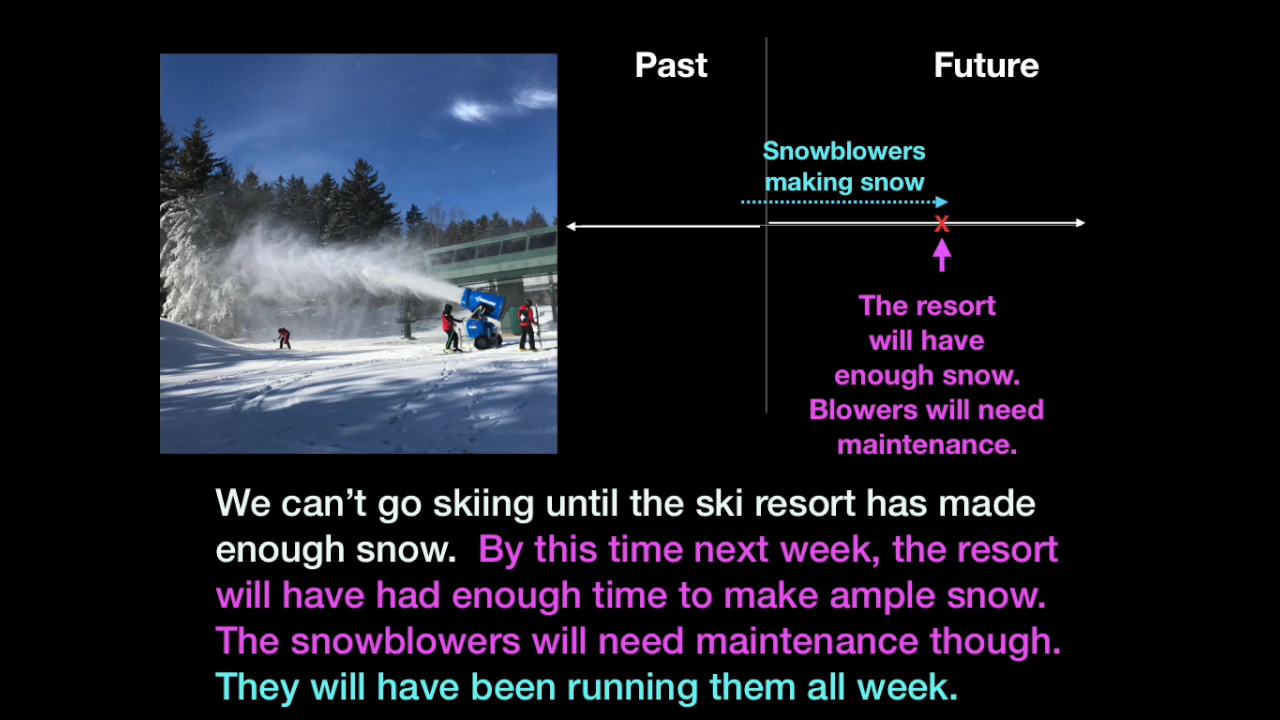 Past
Future
Snowblowers
making snow
X
The resort
will have
enough snow.
Blowers will need
maintenance.
We can’t go skiing until the ski resort has made
enough snow. By this time next week, the resort
will have had enough time to make ample snow.
The snowblowers will need maintenance though.
They will have been running them all week.